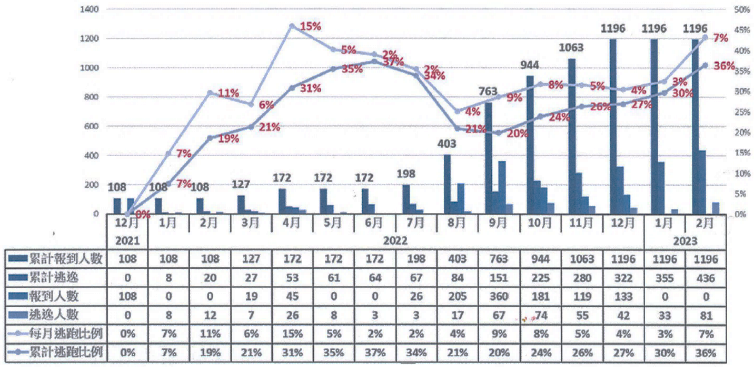 1400 50%
1200 45%
1000 40%
800 35%
600 30%
400 25%
200 20%
0 15%
10%
5%
0%
108 108 108 127 172 172 172 198 403 763 944 1063 1196 1196 1196
7% 11% 6% 15% 5% 2% 2% 4% 9% 8% 5% 4% 3% 7%
0% 7% 19% 21% 31% 35% 37% 34% 21% 20% 24% 26% 27% 30% 36%
12月 1月 2月 3月 4月 5月 6月 7月 8月 9月 10月 11月 12月 1月 2月
2021 2022 2023
累計報到人數 108 108 108 127 172 172 172 198 403 763 944 1063 1196 1196 1196
累計逃逸 0 8 20 27 53 61 64 67 84 151 225 280 322 355 436
報到人數 108 0 0 19 45 0 0 26 205 360 181 119 133 0 0
逃逸人數 0 8 12 7 26 8 3 3 17 67 74 55 42 33 81
每月逃跑比例 0% 7% 11% 6% 15% 5% 2% 2% 4% 9% 8% 5% 4% 3% 7%
累計逃跑比例 0% 7% 19% 21% 31% 35% 37% 34% 21% 20% 24% 26% 27% 30% 36%